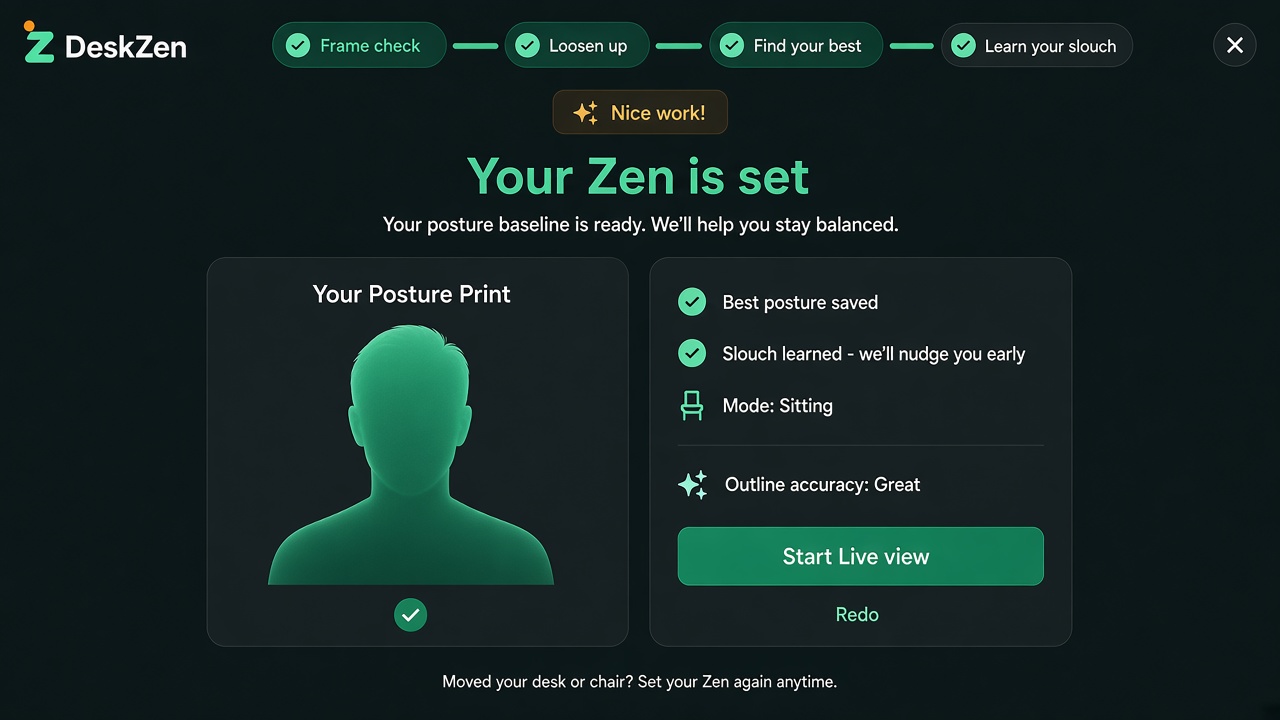 DeskZen
Frame check
Loosen up
Find your best
Learn your slouch
Nice work!
Your Zen is set
Your posture baseline is ready. We’ll help you stay balanced.
Your Posture Print
Best posture saved
Slouch learned - we’ll nudge you early
Mode: Sitting
Outline accuracy: Great
Start Live view
Redo
Moved your desk or chair? Set your Zen again anytime.